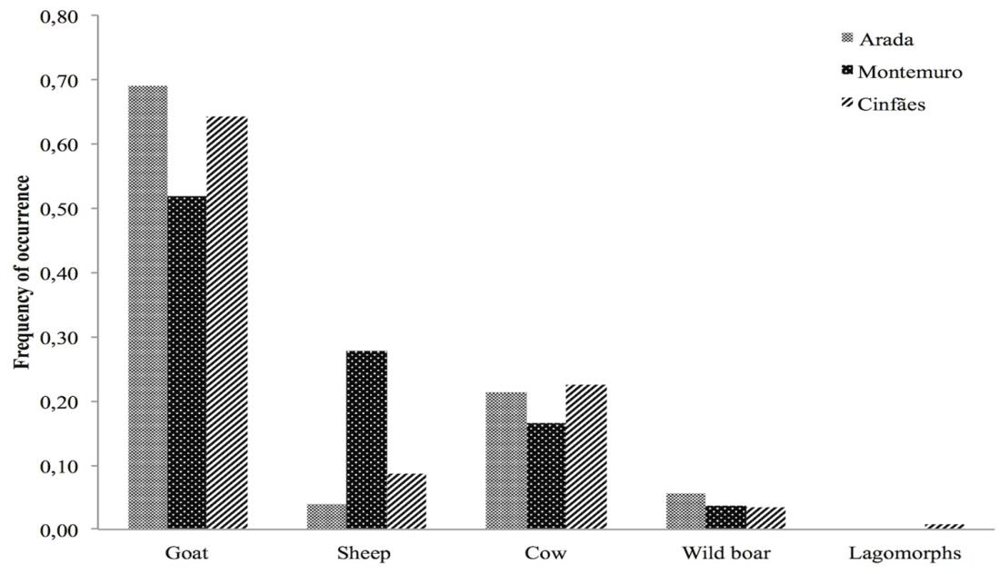 0,80
0,70
0,60
0,50
0,40
0,30
0,20
0,10
0,00
Frequency of occurrence
Arada
Montemuro
Cinfães
Goat
Sheep
Cow
Wild boar
Lagomorphs